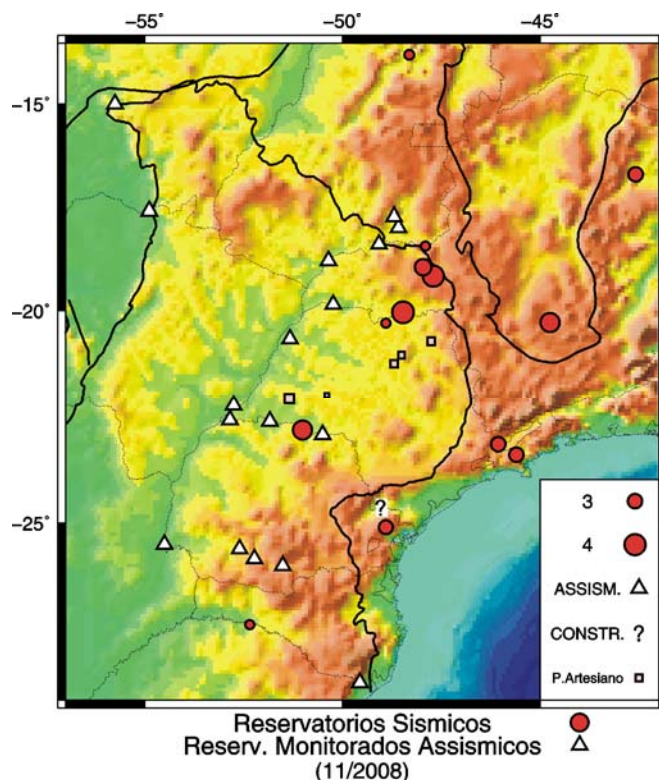 −55° −50° −45°
−15°
−20°
−25°
?
3
4
ASSISM.
CONSTR. ?
P.Artesiano
Reservatorios Sismicos
Reserv. Monitorados Assismicos
(11/2008)